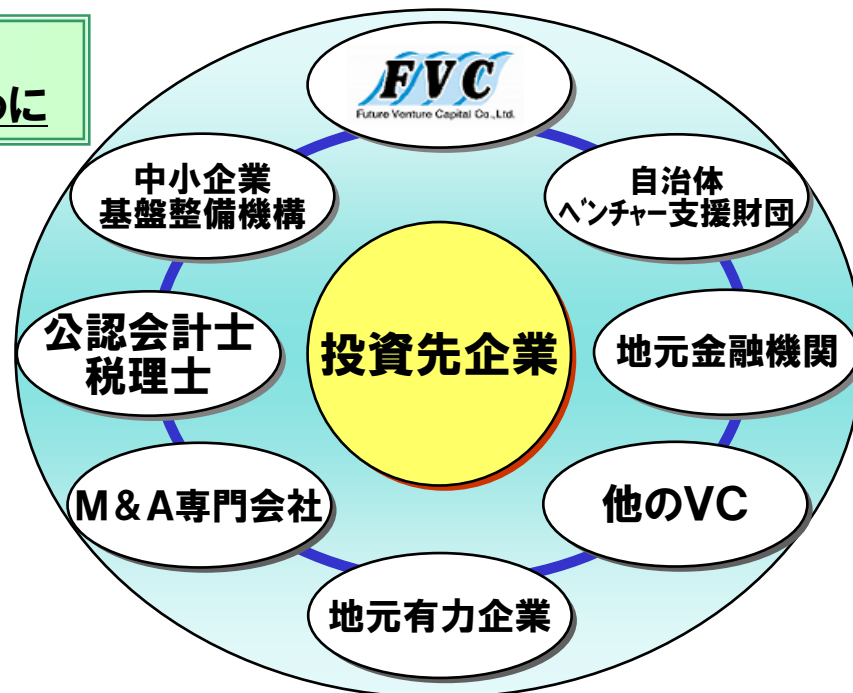 に
FVC
Future Venture Capital Co.,Ltd.
中小企業
基盤整備機構
自治体
ベンチャー支援財団
公認会計士
税理士
投資先企業
地元金融機関
M&A専門会社
他のVC
地元有力企業